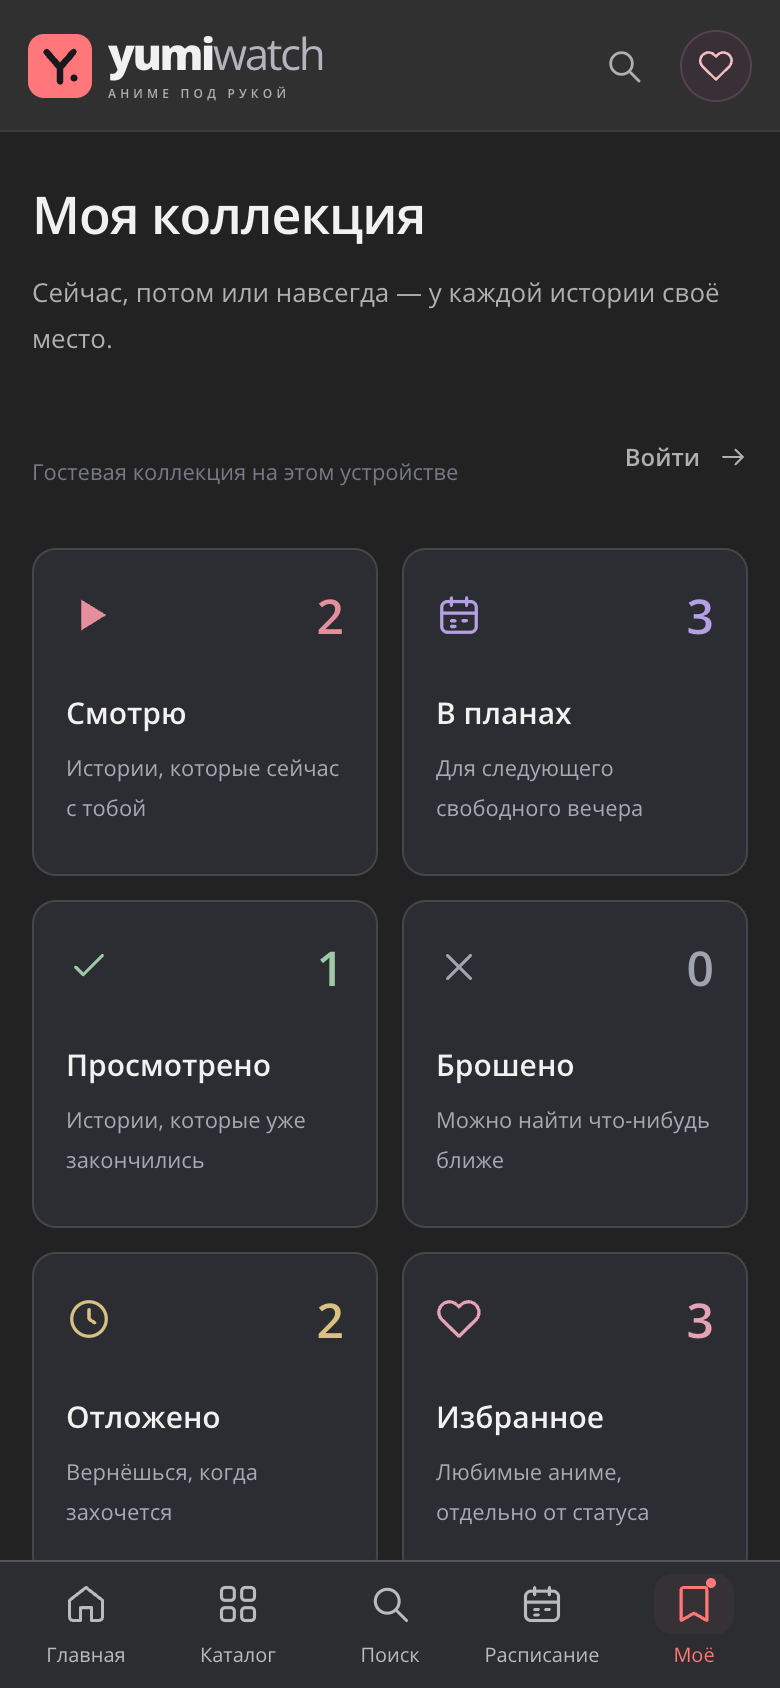 yumiwatch
АНИМЕ ПОД РУКОЙ
Моя коллекция
Сейчас, потом или навсегда — у каждой истории своё
место.
Гостевая коллекция на этом устройстве
Войти →
2
Смотрю
Истории, которые сейчас
с тобой
3
В планах
Для следующего
свободного вечера
1
Просмотрено
Истории, которые уже
закончились
0
Брошено
Можно найти что-нибудь
ближе
2
Отложено
Вернёшься, когда
захочется
3
Избранное
Любимые аниме,
отдельно от статуса
Главная
Каталог
Поиск
Расписание
Моё